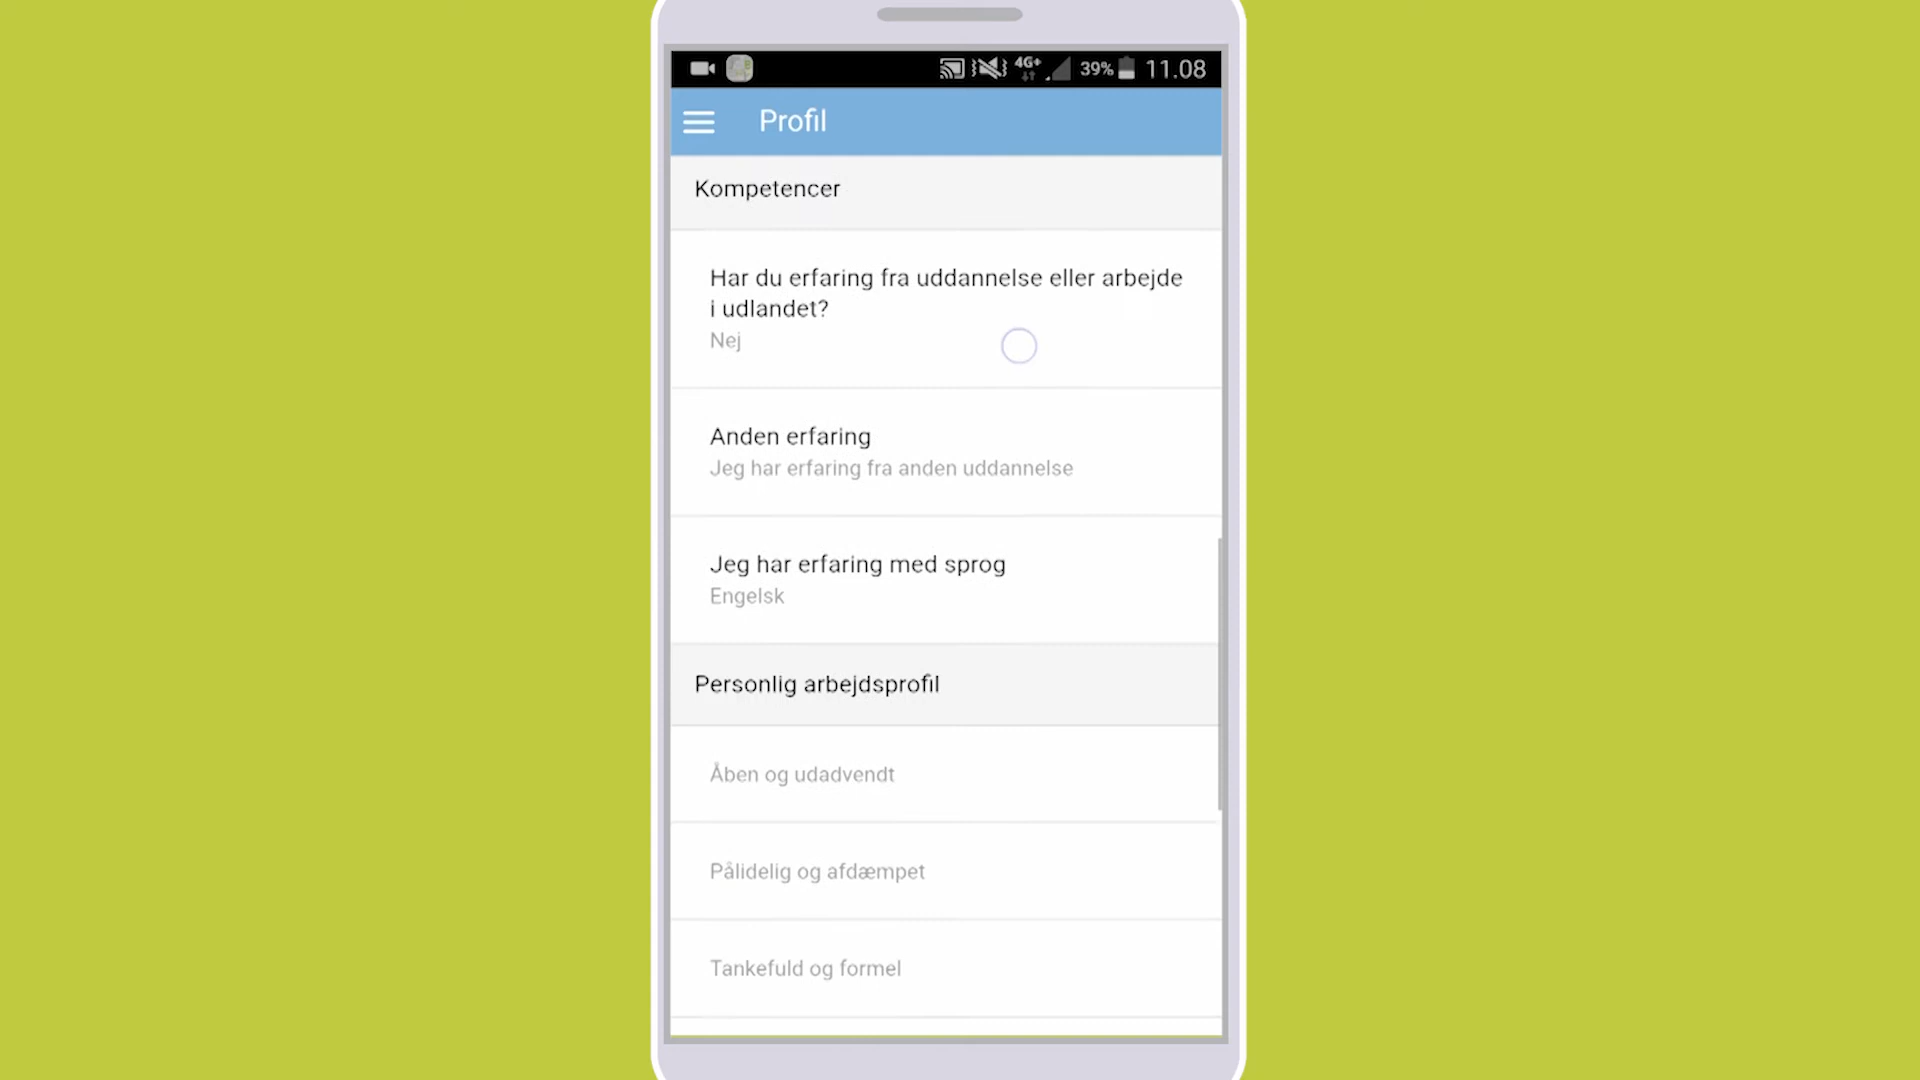 4G+ 39% 11.08
Profil
Kompetencer
Har du erfaring fra uddannelse eller arbejde
i udlandet?
Nej
Anden erfaring
Jeg har erfaring fra anden uddannelse
Jeg har erfaring med sprog
Engelsk
Personlig arbejdsprofil
Åben og udadvendt
Pålidelig og afdæmpet
Tankefuld og formel